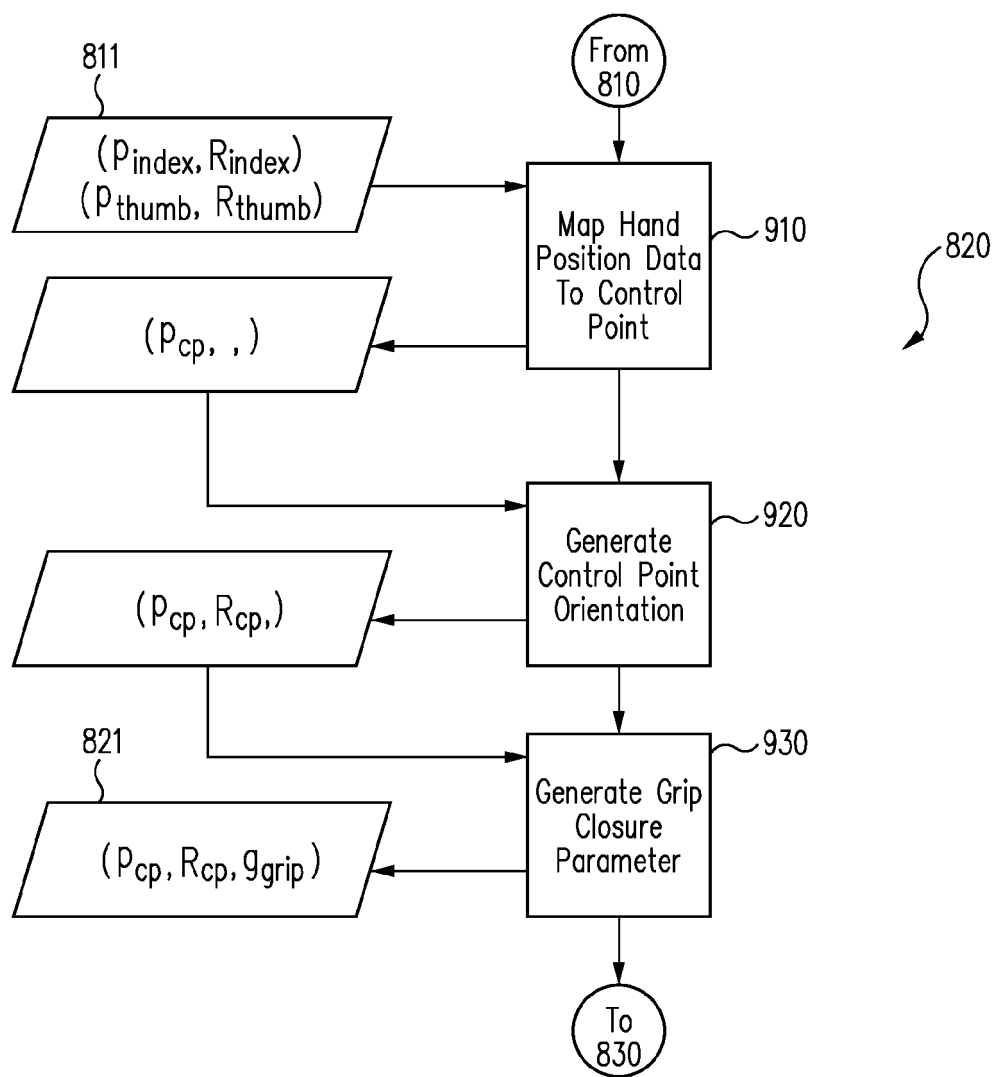 From
810
811
(p_index, R_index)
(p_thumb, R_thumb)
Map Hand
Position Data
To Control
Point
910
820
(p_cp, , )
Generate
Control Point
Orientation
920
(p_cp, R_cp,)
821
Generate Grip
Closure
Parameter
930
(p_cp, R_cp, g_grip)
To
830